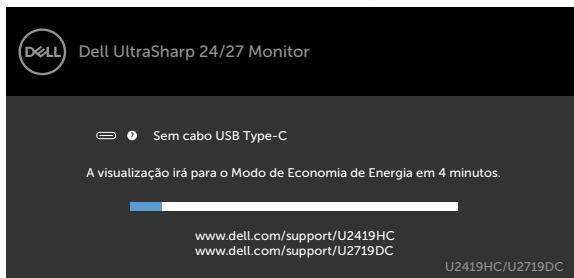 DELL Dell UltraSharp 24/27 Monitor
? Sem cabo USB Type-C
A visualização irá para o Modo de Economia de Energia em 4 minutos.
www.dell.com/support/U2419HC
www.dell.com/support/U2719DC
U2419HC/U2719DC